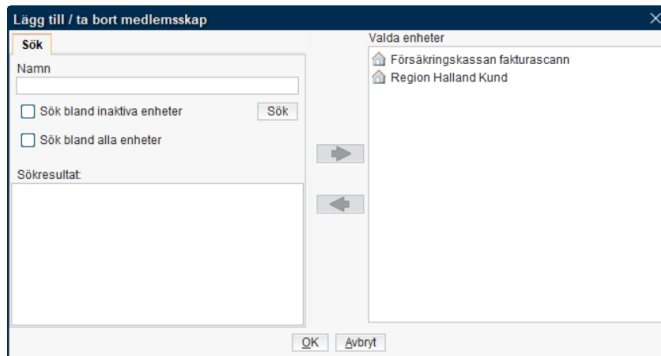 Lägg till / ta bort medlemsskap
Sök
Namn
Sök bland inaktiva enheter
Sök
Sök bland alla enheter
Sökresultat:
Valda enheter
Försäkringskassan fakturascann
Region Halland Kund
OK
Avbryt